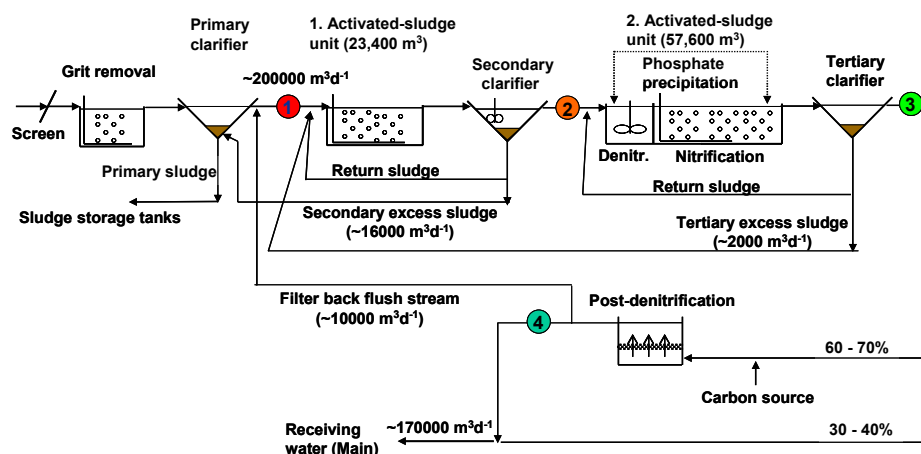 Primary
clarifier
1. Activated-sludge
unit (23,400 m³)
2. Activated-sludge
unit (57,600 m³)
Grit removal
~200000 m³d-¹
Secondary
clarifier
Phosphate
precipitation
Tertiary
clarifier
1
2
3
Screen
Denitr.
Nitrification
Primary sludge
Return sludge
Return sludge
Sludge storage tanks
Secondary excess sludge
(~16000 m³d-¹)
Tertiary excess sludge
(~2000 m³d-¹)
Filter back flush stream
(~10000 m³d-¹)
Post-denitrification
4
60 - 70%
Carbon source
Receiving
water (Main)
~170000 m³d-¹
30 - 40%